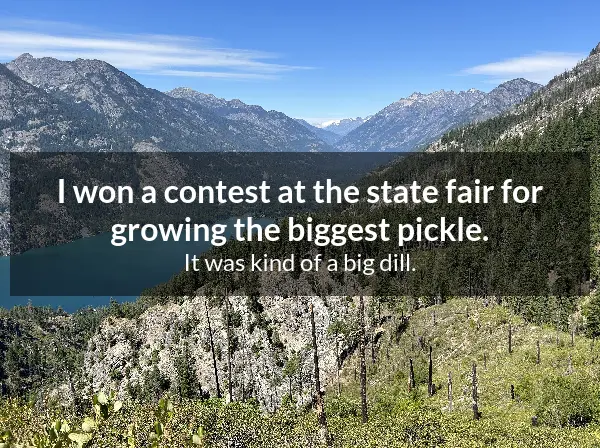 I won a contest at the state fair for
growing the biggest pickle.
It was kind of a big dill.